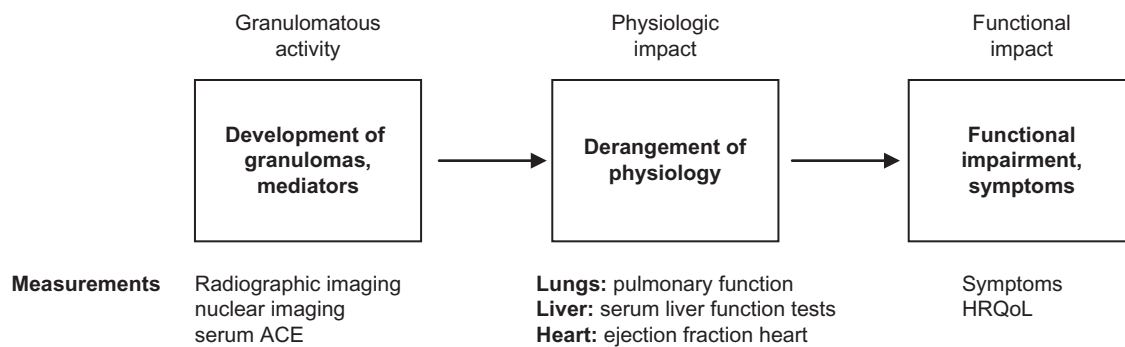 Granulomatous
activity
Physiologic
impact
Functional
impact
Development of
granulomas,
mediators
Derangement of
physiology
Functional
impairment,
symptoms
Measurements
Radiographic imaging
nuclear imaging
serum ACE
Lungs: pulmonary function
Liver: serum liver function tests
Heart: ejection fraction heart
Symptoms
HRQoL